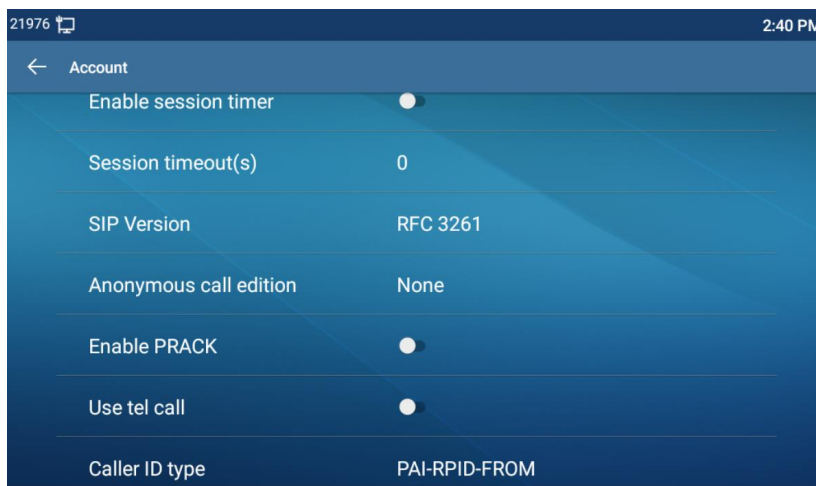 21976
2:40 PM
Account
Enable session timer
Session timeout(s) 0
SIP Version RFC 3261
Anonymous call edition None
Enable PRACK
Use tel call
Caller ID type PAI-RPID-FROM